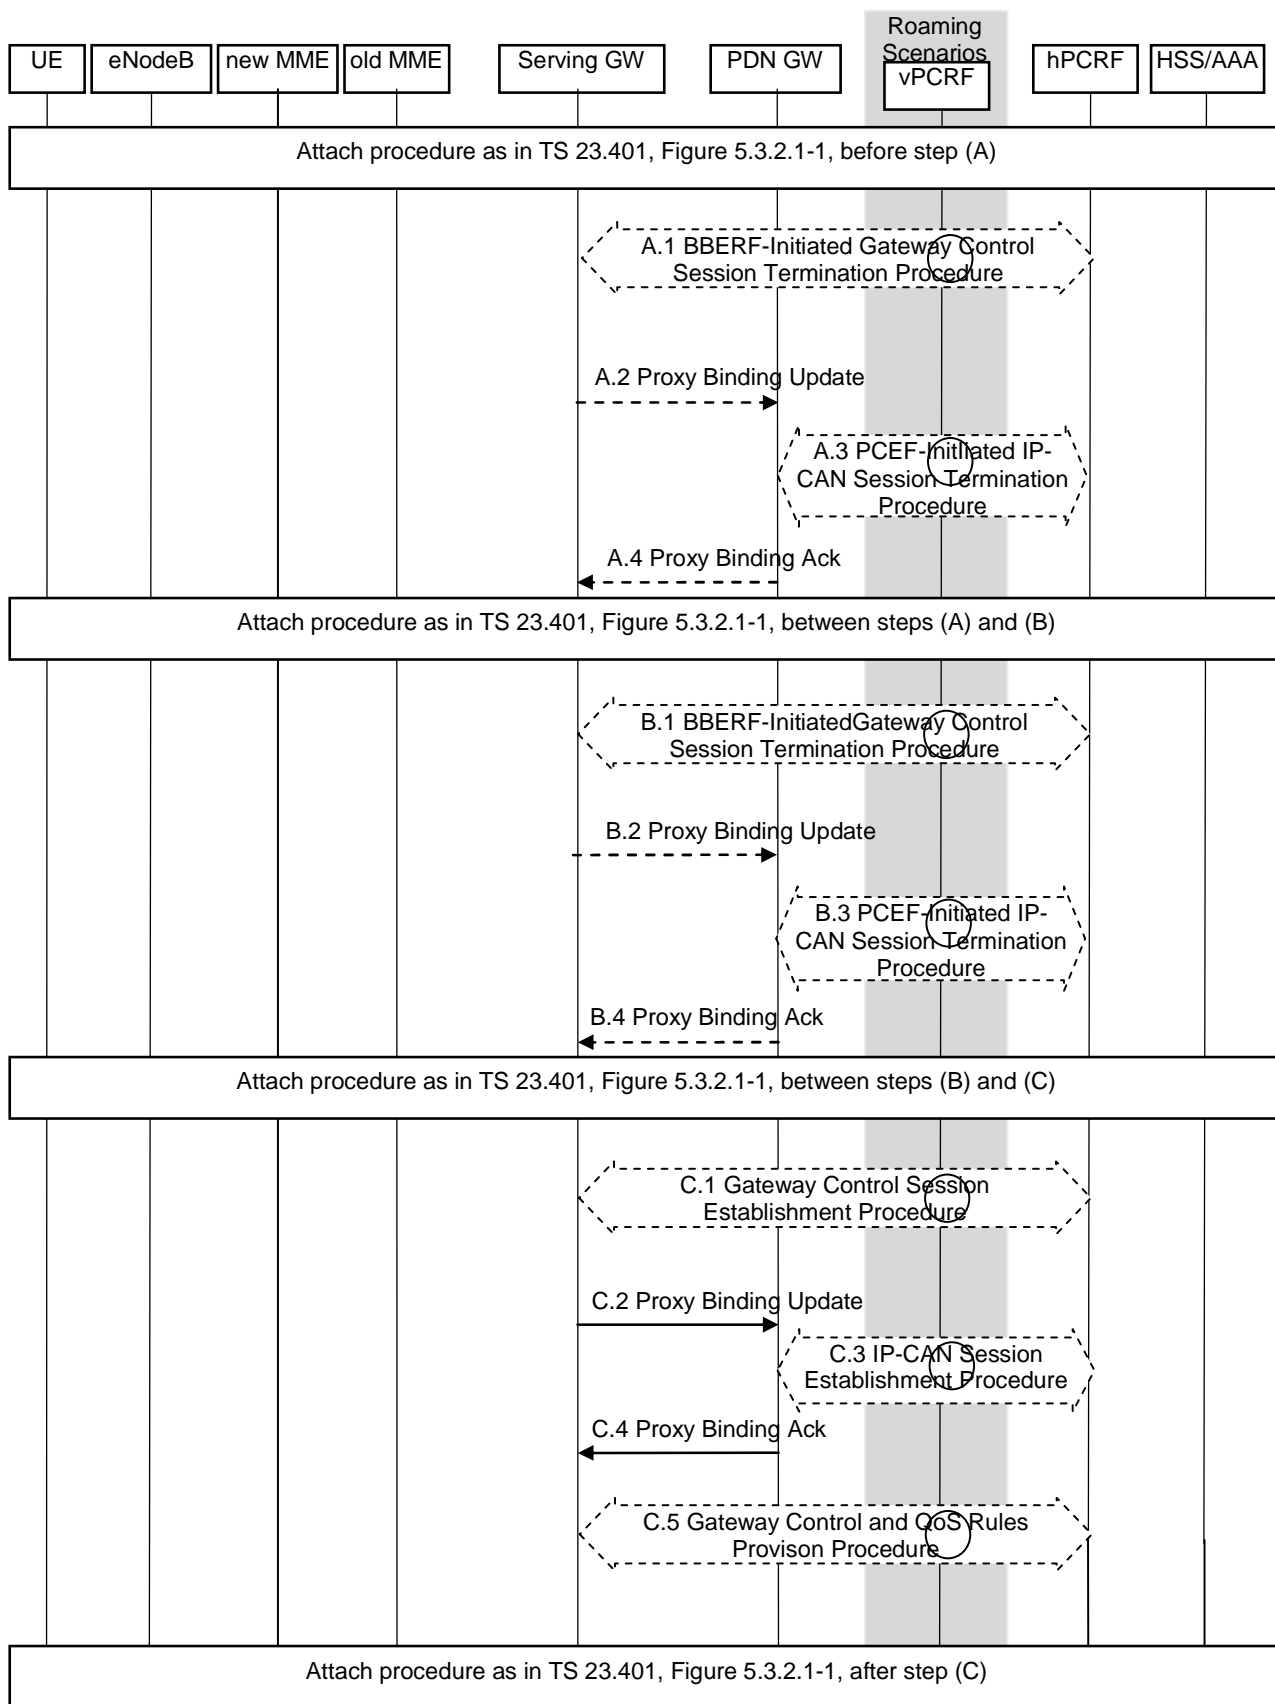 Roaming
Scenarios
UE
eNodeB
new MME
old MME
Serving GW
PDN GW
vPCRF
hPCRF
HSS/AAA
Attach procedure as in TS 23.401, Figure 5.3.2.1-1, before step (A)
A.1 BBERF-Initiated Gateway Control
Session Termination Procedure
A.2 Proxy Binding Update
A.3 PCEF-Initliated IP-
CAN Session Termination
Procedure
A.4 Proxy Binding Ack
Attach procedure as in TS 23.401, Figure 5.3.2.1-1, between steps (A) and (B)
B.1 BBERF-InitiatedGateway Control
Session Termination Procedure
B.2 Proxy Binding Update
B.3 PCEF-Initiated IP-
CAN Session Termination
Procedure
B.4 Proxy Binding Ack
Attach procedure as in TS 23.401, Figure 5.3.2.1-1, between steps (B) and (C)
C.1 Gateway Control Session
Establishment Procedure
C.2 Proxy Binding Update
C.3 IP-CAN Session
Establishment Procedure
C.4 Proxy Binding Ack
C.5 Gateway Control and QoS Rules
Provison Procedure
Attach procedure as in TS 23.401, Figure 5.3.2.1-1, after step (C)